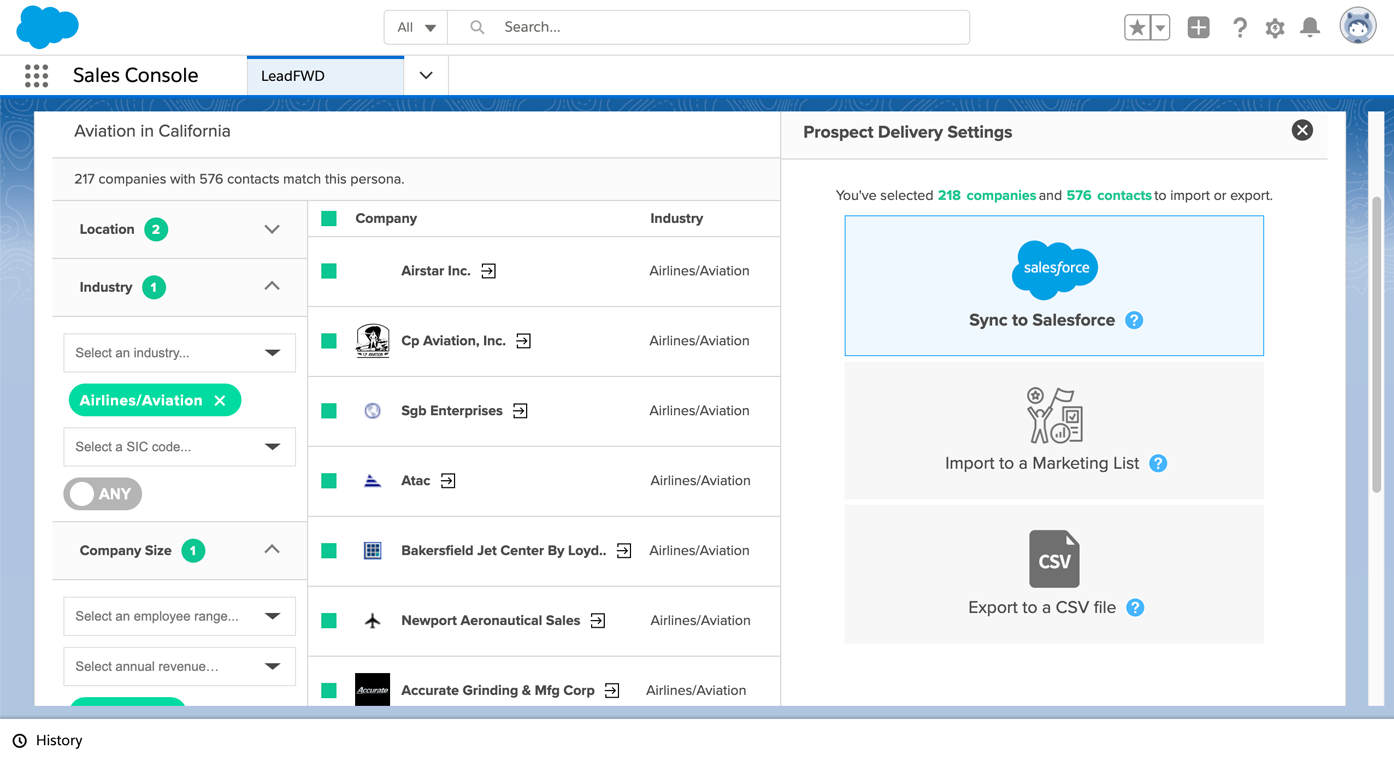 All
Search...
Sales Console
LeadFWD
Aviation in California
217 companies with 576 contacts match this persona.
Location 2
Industry 1
Select an industry...
Airlines/Aviation
Select a SIC code...
ANY
Company Size 1
Select an employee range...
Select annual revenue...
Company Industry
Airstar Inc. Airlines/Aviation
Cp Aviation, Inc. Airlines/Aviation
CP AVIATION
Sgb Enterprises Airlines/Aviation
Atac Airlines/Aviation
Bakersfield Jet Center By Loyd.. Airlines/Aviation
Newport Aeronautical Sales Airlines/Aviation
Accurate
Accurate Grinding & Mfg Corp Airlines/Aviation
Prospect Delivery Settings
You've selected 218 companies and 576 contacts to import or export.
salesforce
Sync to Salesforce ?
Import to a Marketing List ?
CSV
Export to a CSV file ?
History